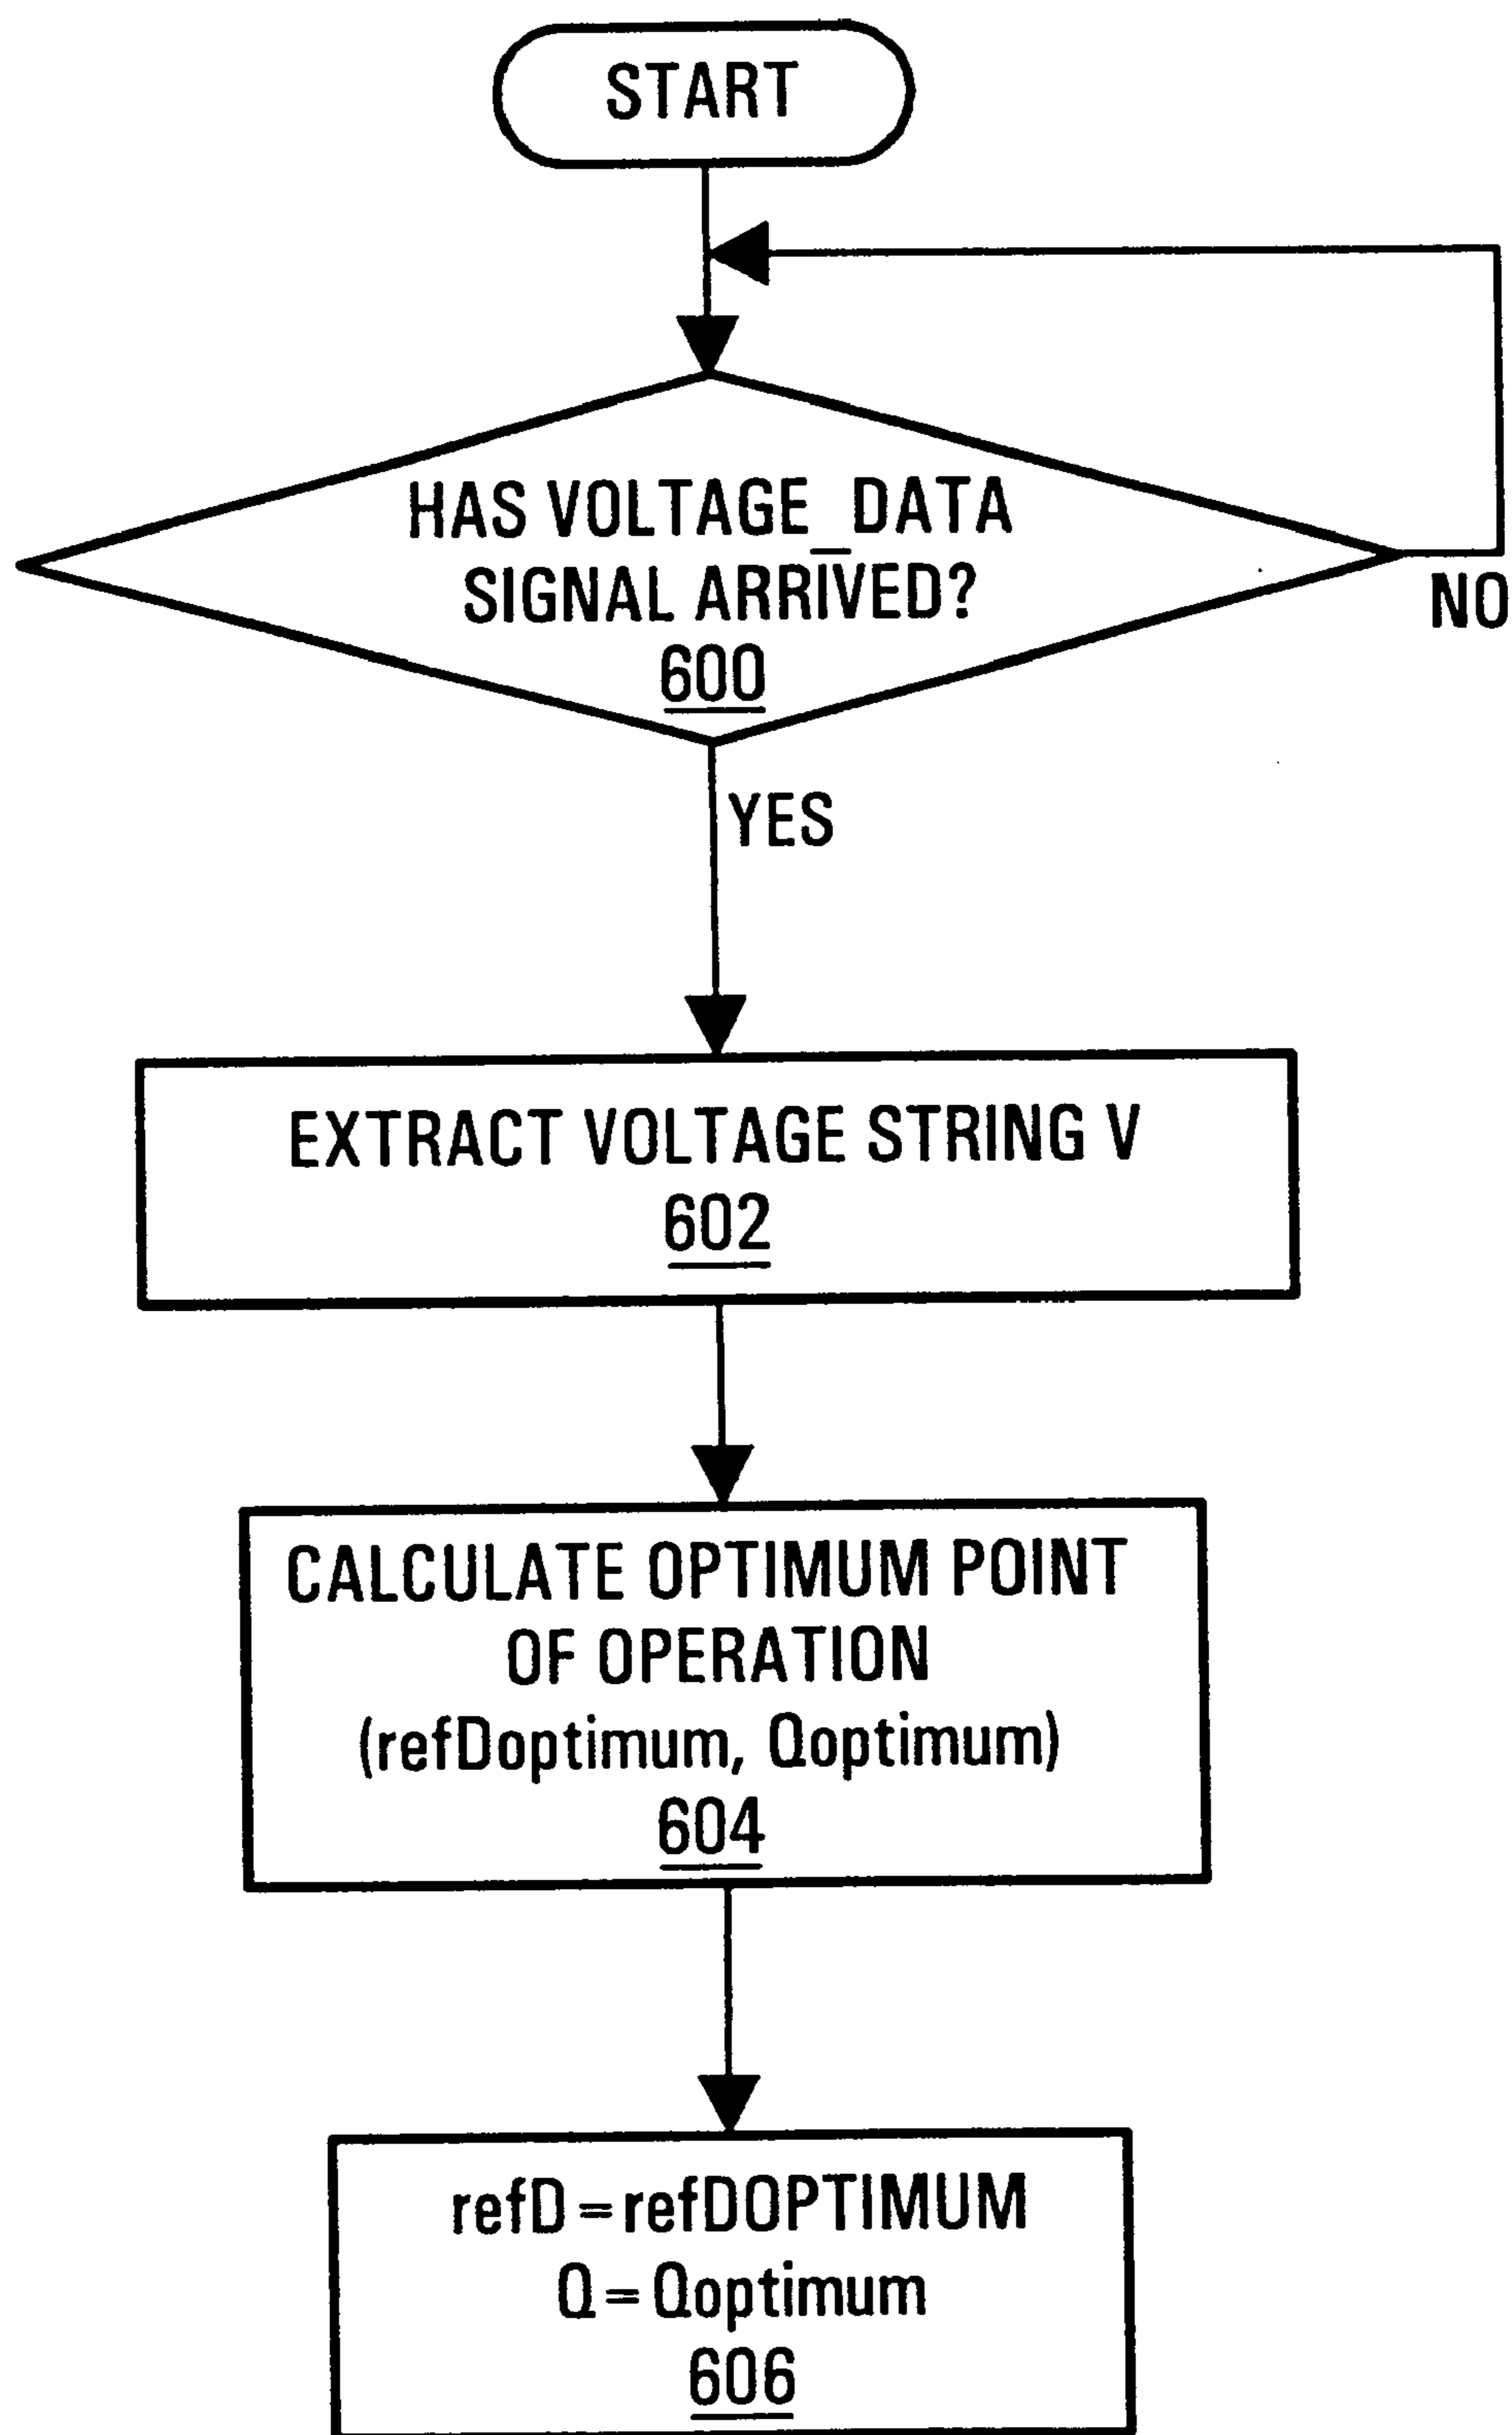 START
HAS VOLTAGE_DATA
SIGNAL ARRIVED?
600
NO
YES
EXTRACT VOLTAGE STRING V
602
CALCULATE OPTIMUM POINT
OF OPERATION
(refDoptimum, Qoptimum)
604
refD=refDOPTIMUM
Q=Qoptimum
606